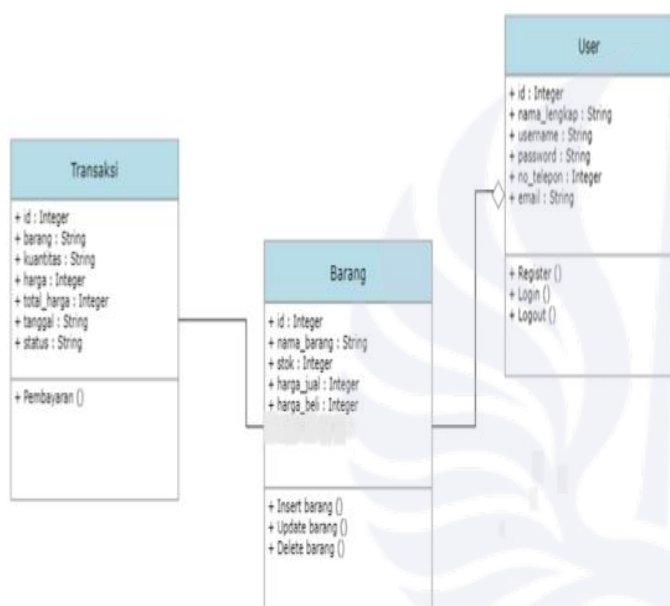 Transaksi
+ id : Integer
+ barang : String
+ kuantitas : String
+ harga : Integer
+ total_harga : Integer
+ tanggal : String
+ status : String
+ Pembayaran ()
Barang
+ id : Integer
+ nama_barang : String
+ stok : Integer
+ harga_jual : Integer
+ harga_beli : Integer
+ Insert barang ()
+ Update barang ()
+ Delete barang ()
User
+ id : Integer
+ nama_lengkap : String
+ username : String
+ password : String
+ no_telepon : Integer
+ email : String
+ Register ()
+ Login ()
+ Logout ()